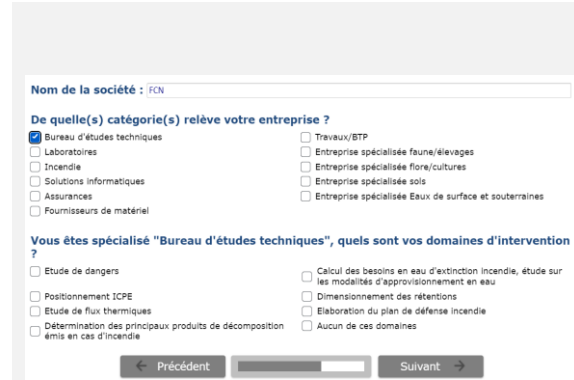 Nom de la société : FCN
De quelle(s) catégorie(s) relève votre entreprise ?
Bureau d'études techniques
Travaux/BTP
Laboratoires
Entreprise spécialisée faune/élevages
Incendie
Entreprise spécialisée flore/cultures
Solutions informatiques
Entreprise spécialisée sols
Assurances
Entreprise spécialisée Eaux de surface et souterraines
Fournisseurs de matériel
Vous êtes spécialisé "Bureau d'études techniques", quels sont vos domaines d'intervention
?
Etude de dangers
Calcul des besoins en eau d'extinction incendie, étude sur
les modalités d'approvisionnement en eau
Positionnement ICPE
Dimensionnement des rétentions
Etude de flux thermiques
Elaboration du plan de défense incendie
Détermination des principaux produits de décomposition
émis en cas d'incendie
Aucun de ces domaines
← Précédent
Suivant →